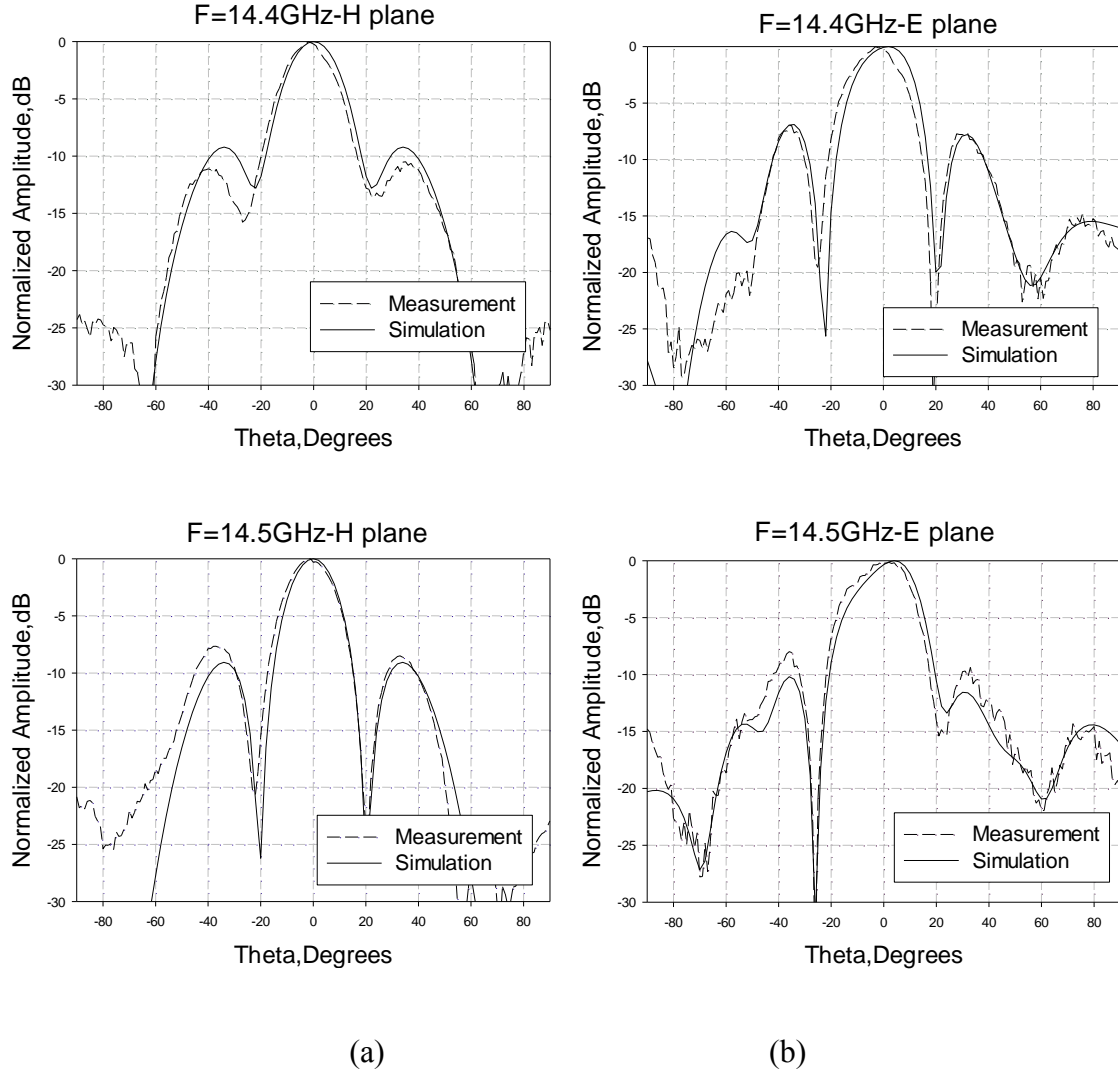 F=14.4GHz-H plane
Normalized Amplitude,dB
0
-5
-10
-15
-20
-25
-30
-80 -60 -40 -20 0 20 40 60 80
Theta,Degrees
Measurement
Simulation
F=14.4GHz-E plane
Normalized Amplitude,dB
0
-5
-10
-15
-20
-25
-30
-80 -60 -40 -20 0 20 40 60 80
Theta,Degrees
Measurement
Simulation
F=14.5GHz-H plane
Normalized Amplitude,dB
0
-5
-10
-15
-20
-25
-30
-80 -60 -40 -20 0 20 40 60 80
Theta,Degrees
Measurement
Simulation
F=14.5GHz-E plane
Normalized Amplitude,dB
0
-5
-10
-15
-20
-25
-30
-80 -60 -40 -20 0 20 40 60 80
Theta,Degrees
Measurement
Simulation
(a) (b)